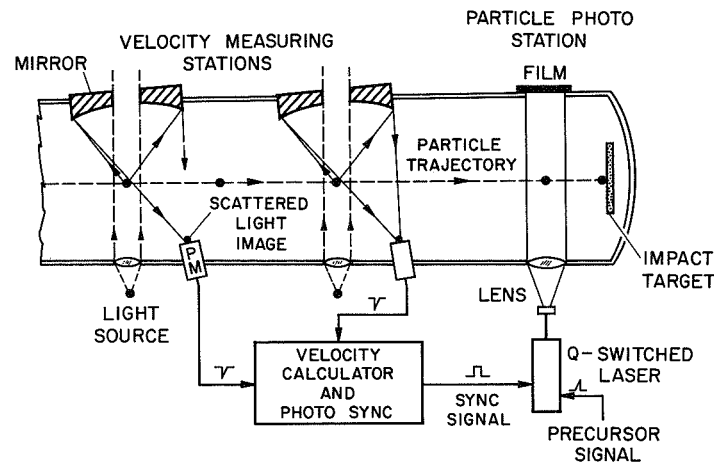 PARTICLE PHOTO
STATION
VELOCITY MEASURING
STATIONS
MIRROR
FILM
PARTICLE
TRAJECTORY
SCATTERED
LIGHT
IMAGE
PM
IMPACT
TARGET
LENS
LIGHT
SOURCE
VELOCITY
CALCULATOR
AND
PHOTO SYNC
SYNC
SIGNAL
Q-SWITCHED
LASER
PRECURSOR
SIGNAL